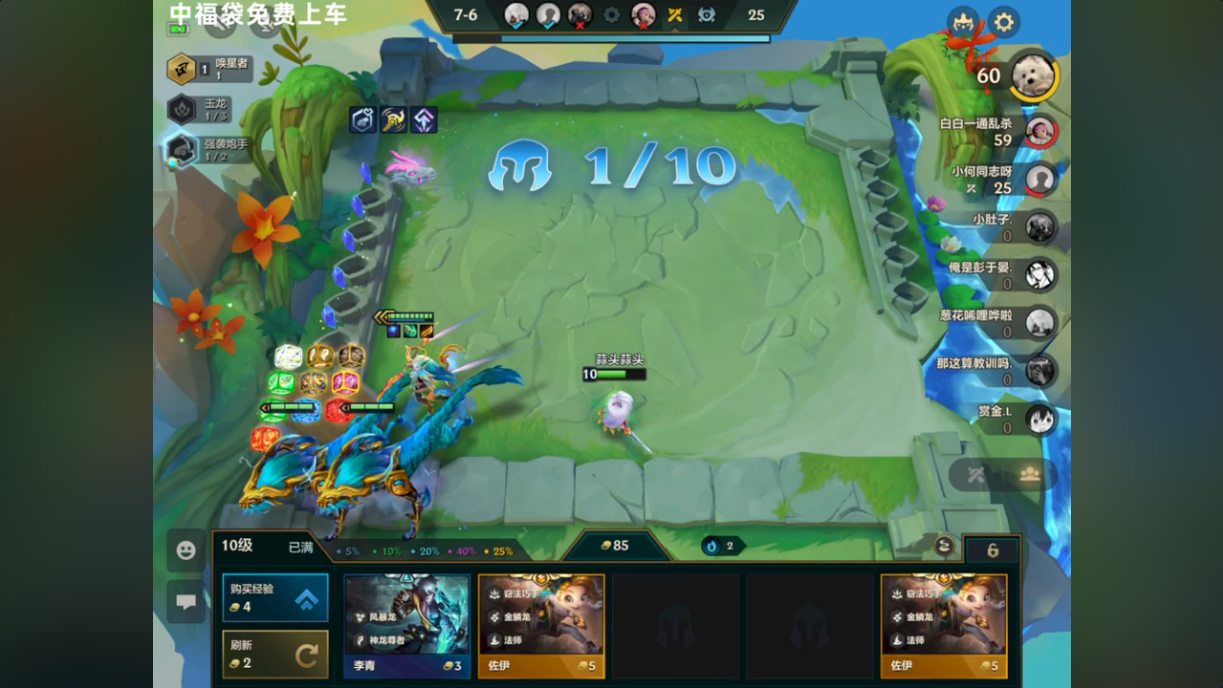 中福袋免费上车
7-6
25
1
唤星者
1
玉龙
1/3
强袭炮手
1/2
1/10
60
白白一通乱杀
59
小何同志呀
25
小肚子.
0
俺是彭于晏.
0
葱花唏哩哗啦
0
那这算教训吗.
0
赏金.L
0
蒜头蒜头
10
10级
已满
5%
10%
20%
40%
25%
85
2
6
购买经验
4
刷新
2
风暴龙
神龙尊者
李青
3
窃法巧手
金鳞龙
法师
佐伊
5
窃法巧手
金鳞龙
法师
佐伊
5